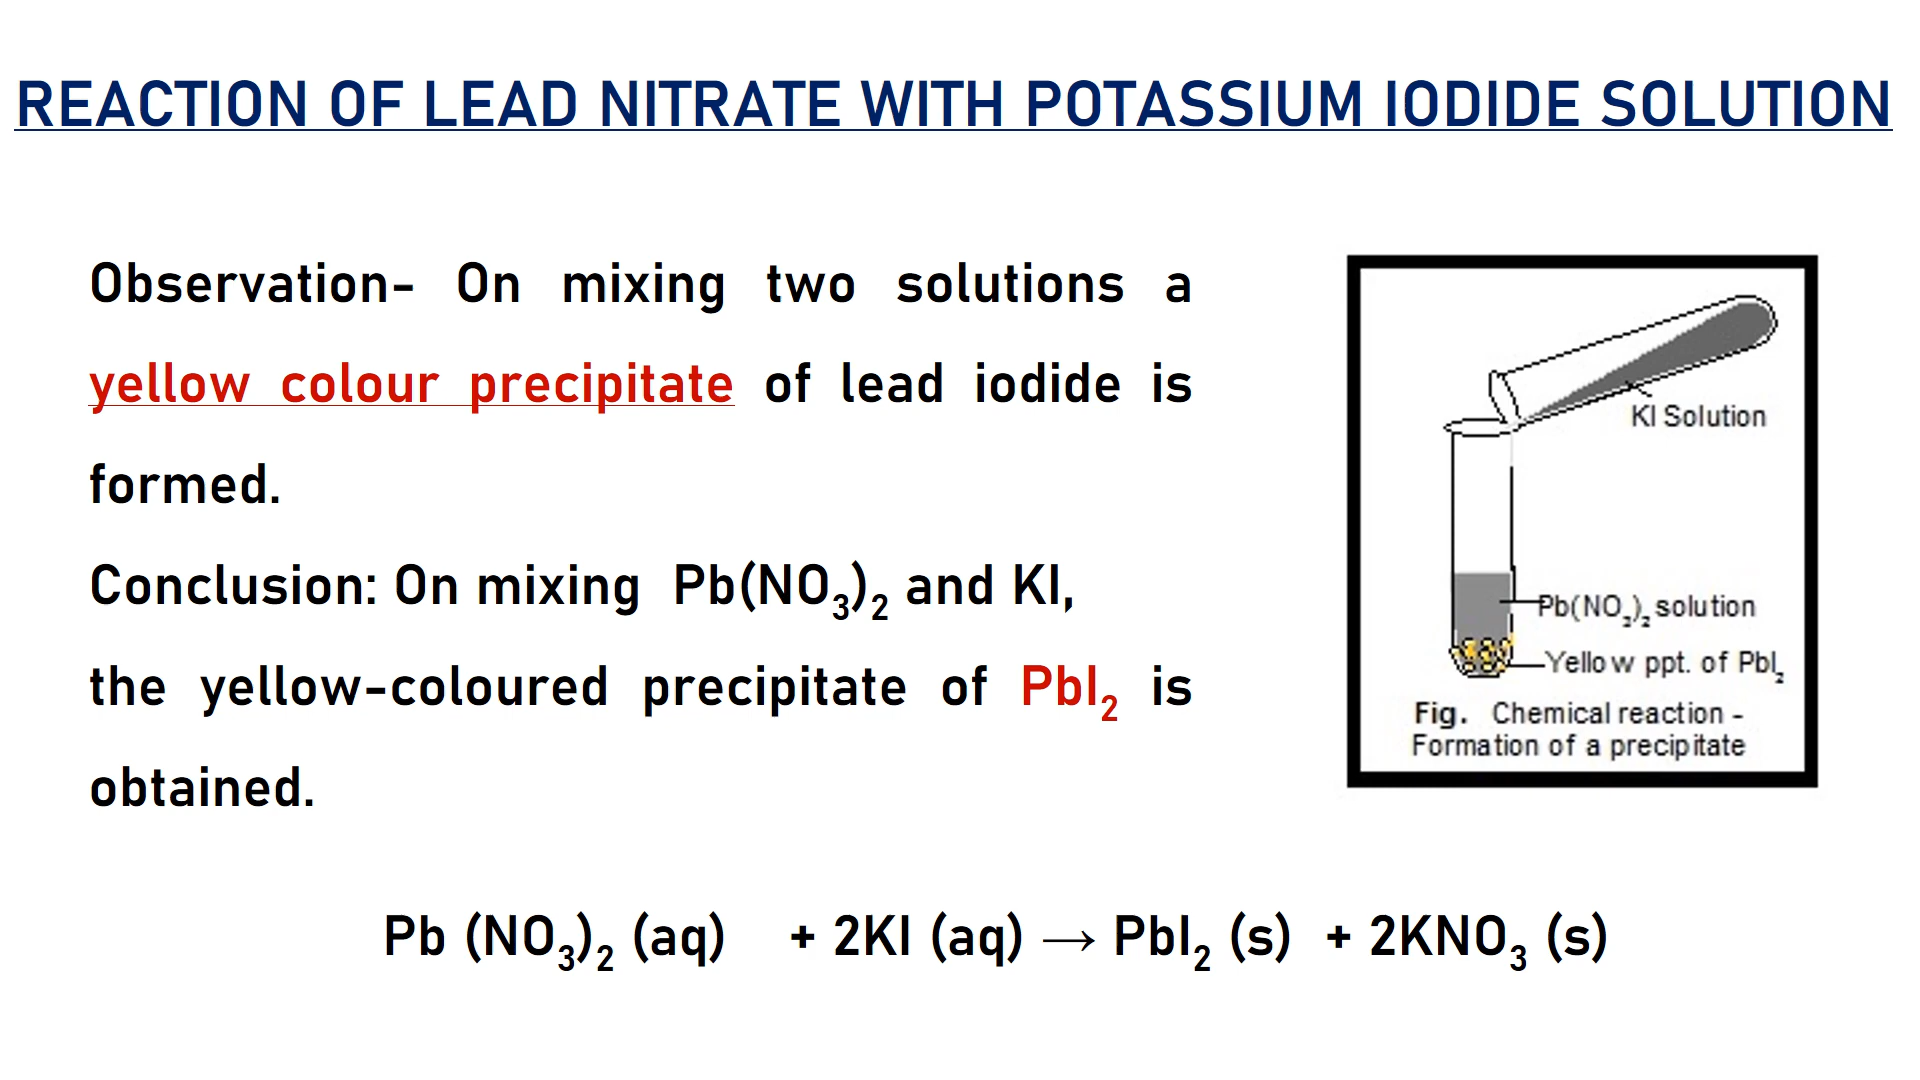 REACTION OF LEAD NITRATE WITH POTASSIUM IODIDE SOLUTION
Observation- On mixing two solutions a
yellow colour precipitate of lead iodide is
formed.
Conclusion: On mixing Pb(NO₃)₂ and KI,
the yellow-coloured precipitate of PbI₂ is
obtained.
KI Solution
Pb(NO₂)₂ solution
Yellow ppt. of PbI₂
Fig. Chemical reaction -
Formation of a precipitate
Pb (NO₃)₂ (aq) + 2KI (aq) → PbI₂ (s) + 2KNO₃ (s)